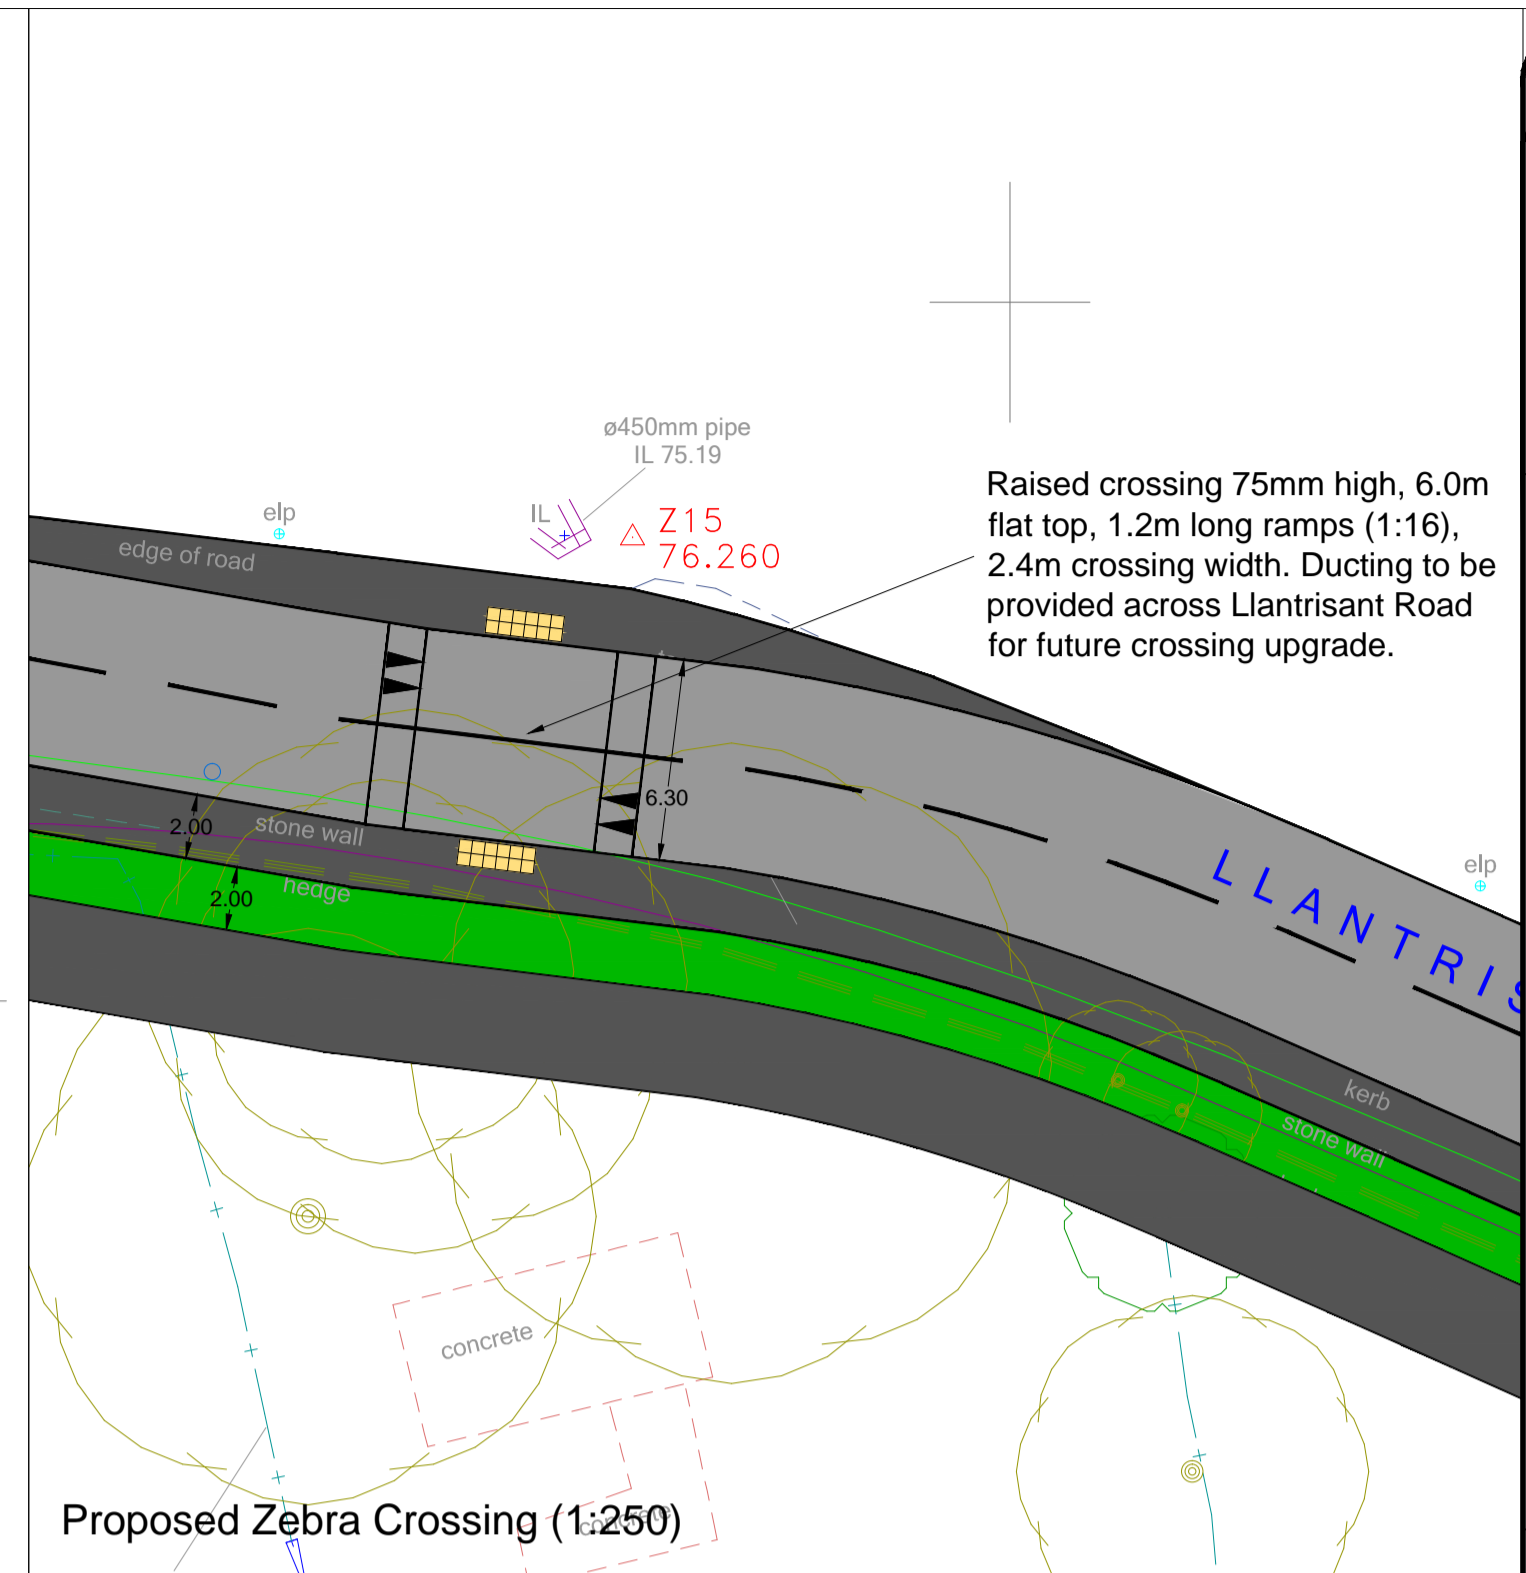 ø450mm pipe
IL 75.19
elp
IL
Z15
76.260
edge of road
Raised crossing 75mm high, 6.0m
flat top, 1.2m long ramps (1:16),
2.4m crossing width. Ducting to be
provided across Llantrisant Road
for future crossing upgrade.
6.30
2.00
stone wall
2.00
hedge
elp
LLANTRIS
kerb
stone wall
concrete
Proposed Zebra Crossing (1:250)
concrete